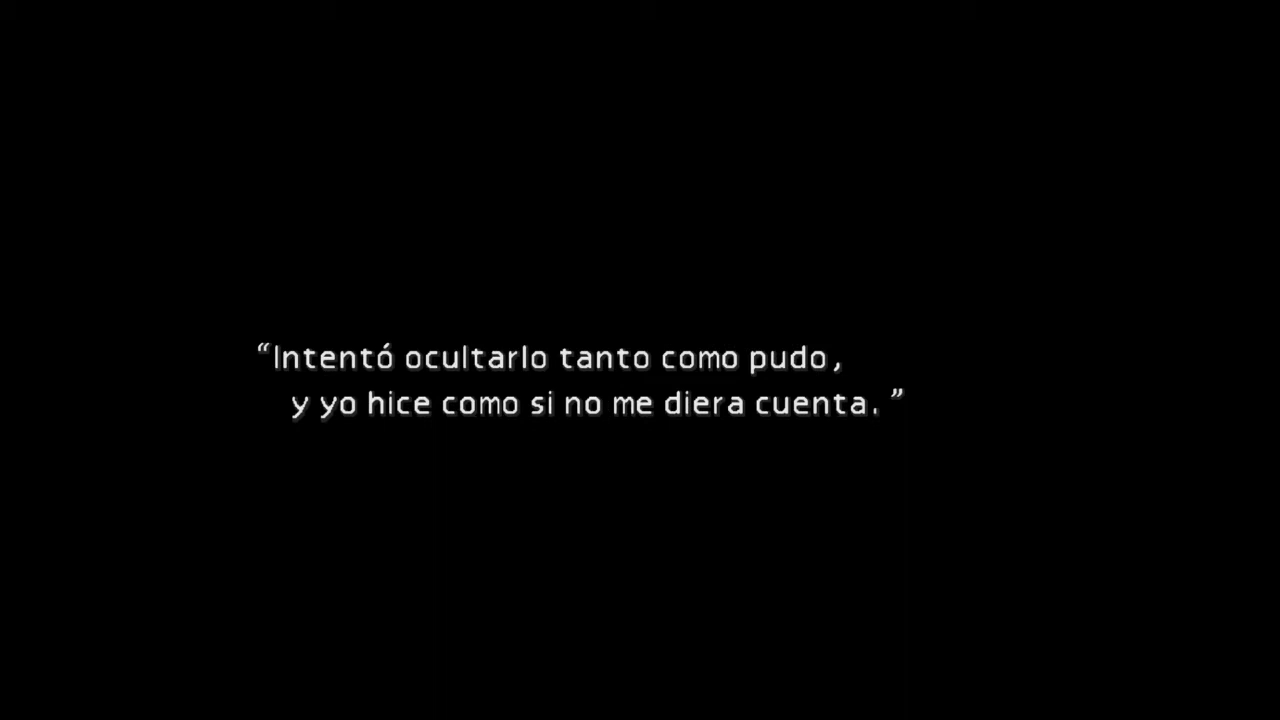 “Intentó ocultarlo tanto como pudo,
y yo hice como si no me diera cuenta.”